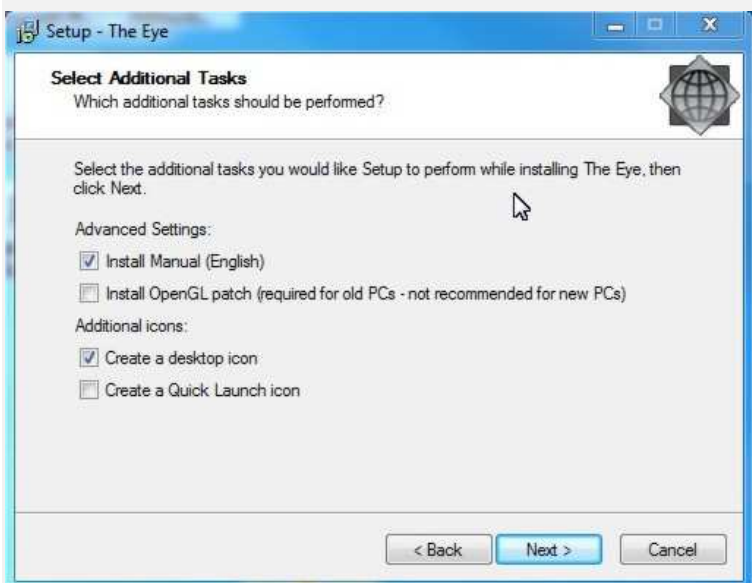 Setup - The Eye
Select Additional Tasks
Which additional tasks should be performed?
Select the additional tasks you would like Setup to perform while installing The Eye, then
click Next.
Advanced Settings:
Install Manual (English)
Install OpenGL patch (required for old PCs - not recommended for new PCs)
Additional icons:
Create a desktop icon
Create a Quick Launch icon
< Back
Next >
Cancel